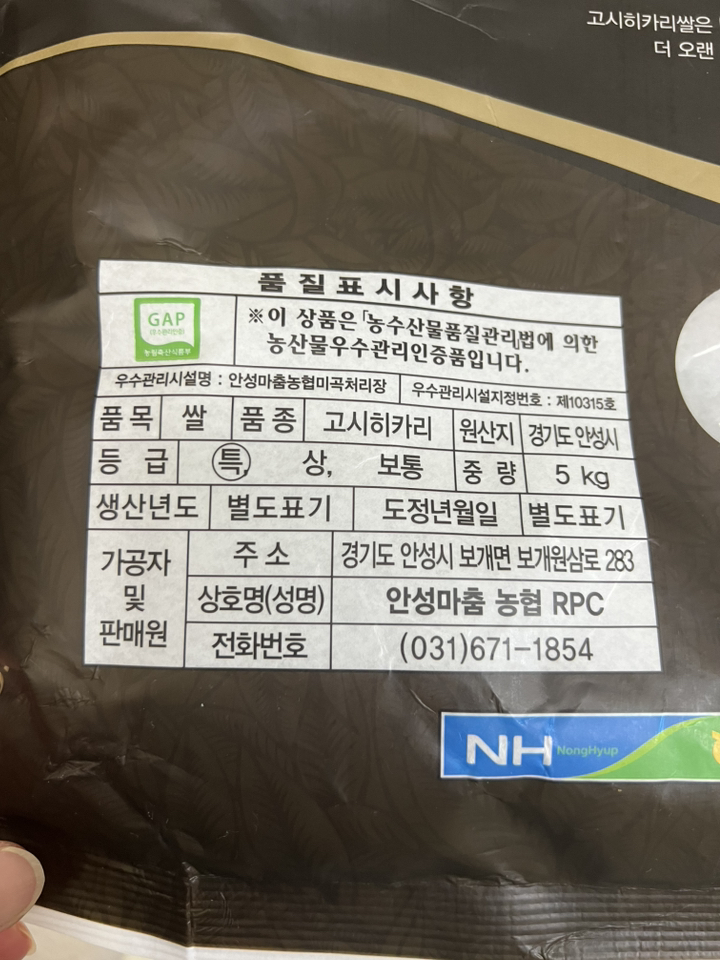 고시히카리쌀은
더 오랜
품질표시사항
GAP
(우수관리인증)
농림축산식품부
※이 상품은 「농수산물품질관리법」에 의한
농산물우수관리인증품입니다.
우수관리시설명 : 안성마춤농협미곡처리장 우수관리시설지정번호 : 제10315호
품목 쌀 품종 고시히카리 원산지 경기도 안성시
등급 특, 상, 보통 중량 5 kg
생산년도 별도표기 도정년월일 별도표기
가공자 및 판매원
주소 경기도 안성시 보개면 보개원삼로 283
상호명(성명) 안성마춤 농협 RPC
전화번호 (031)671-1854
NH NongHyup